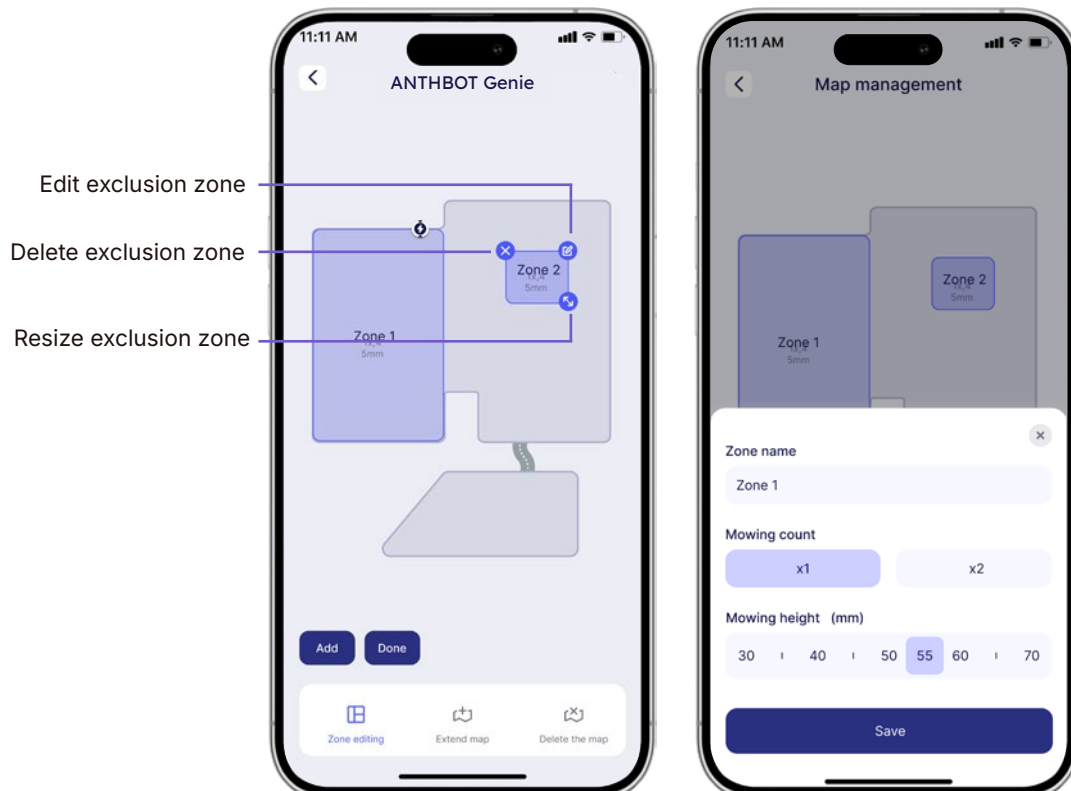 11:11 AM
ANTHBOT Genie
Edit exclusion zone
Delete exclusion zone
Resize exclusion zone
Zone 1
5mm
Zone 2
5mm
Add
Done
Zone editing
Extend map
Delete the map
11:11 AM
Map management
Zone 1
5mm
Zone 2
5mm
Zone name
Zone 1
Mowing count
x1
x2
Mowing height (mm)
30 40 50 55 60 70
Save